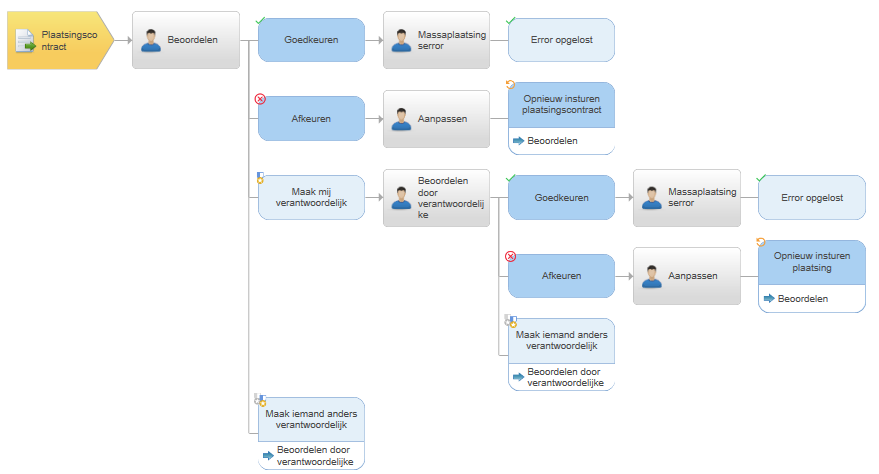 Plaatsingsco
ntract
Beoordelen
Goedkeuren
Massaplaatsing
serror
Error opgelost
Afkeuren
Aanpassen
Opnieuw insturen
plaatsingscontract
Beoordelen
Maak mij
verantwoordelijk
Beoordelen
door
verantwoordelij
ke
Goedkeuren
Massaplaatsing
serror
Error opgelost
Afkeuren
Aanpassen
Opnieuw insturen
plaatsing
Beoordelen
Maak iemand anders
verantwoordelijk
Beoordelen door
verantwoordelijke
Maak iemand anders
verantwoordelijk
Beoordelen door
verantwoordelijke